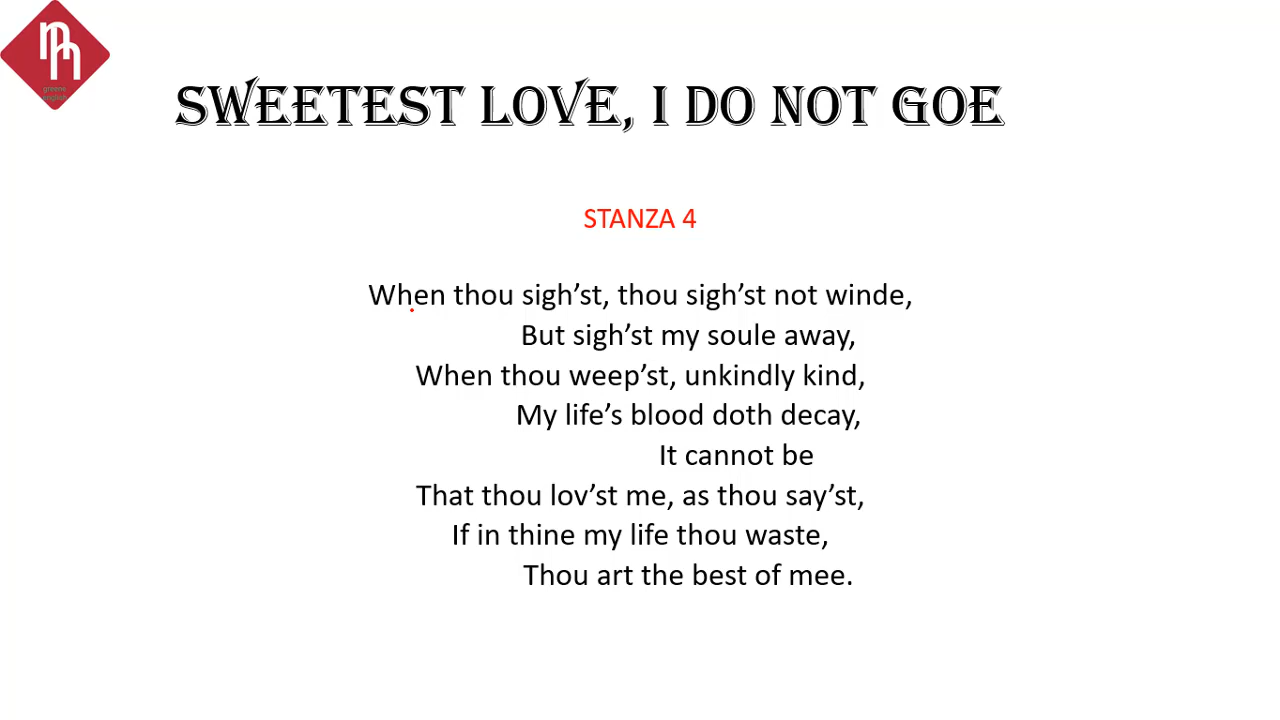 greene
english
SWEETEST LOVE, I DO NOT GOE
STANZA 4
When thou sigh’st, thou sigh’st not winde,
But sigh’st my soule away,
When thou weep’st, unkindly kind,
My life’s blood doth decay,
It cannot be
That thou lov’st me, as thou say’st,
If in thine my life thou waste,
Thou art the best of mee.